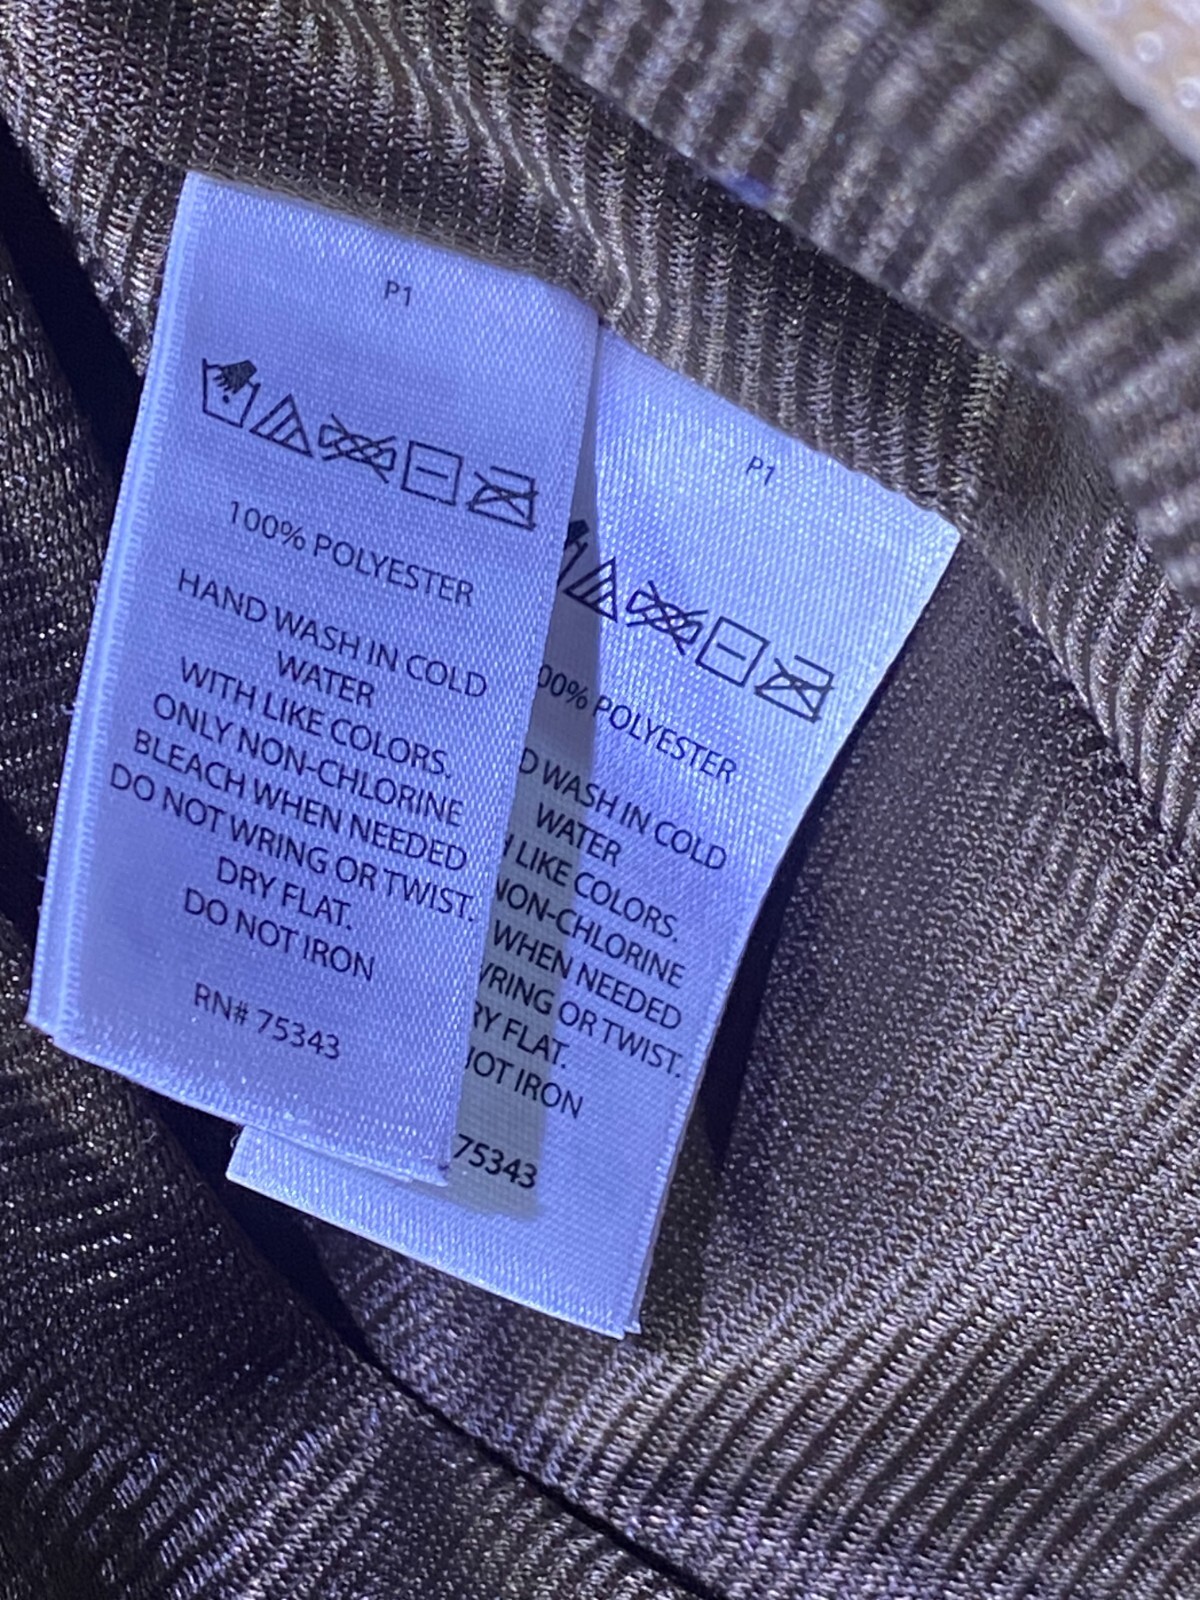 P1
100% POLYESTER
HAND WASH IN COLD
WATER
WITH LIKE COLORS.
ONLY NON-CHLORINE
BLEACH WHEN NEEDED
DO NOT WRING OR TWIST.
DRY FLAT.
DO NOT IRON
RN# 75343
P1
00% POLYESTER
D WASH IN COLD
WATER
LIKE COLORS.
NON-CHLORINE
WHEN NEEDED
WRING OR TWIST.
RY FLAT.
NOT IRON
75343